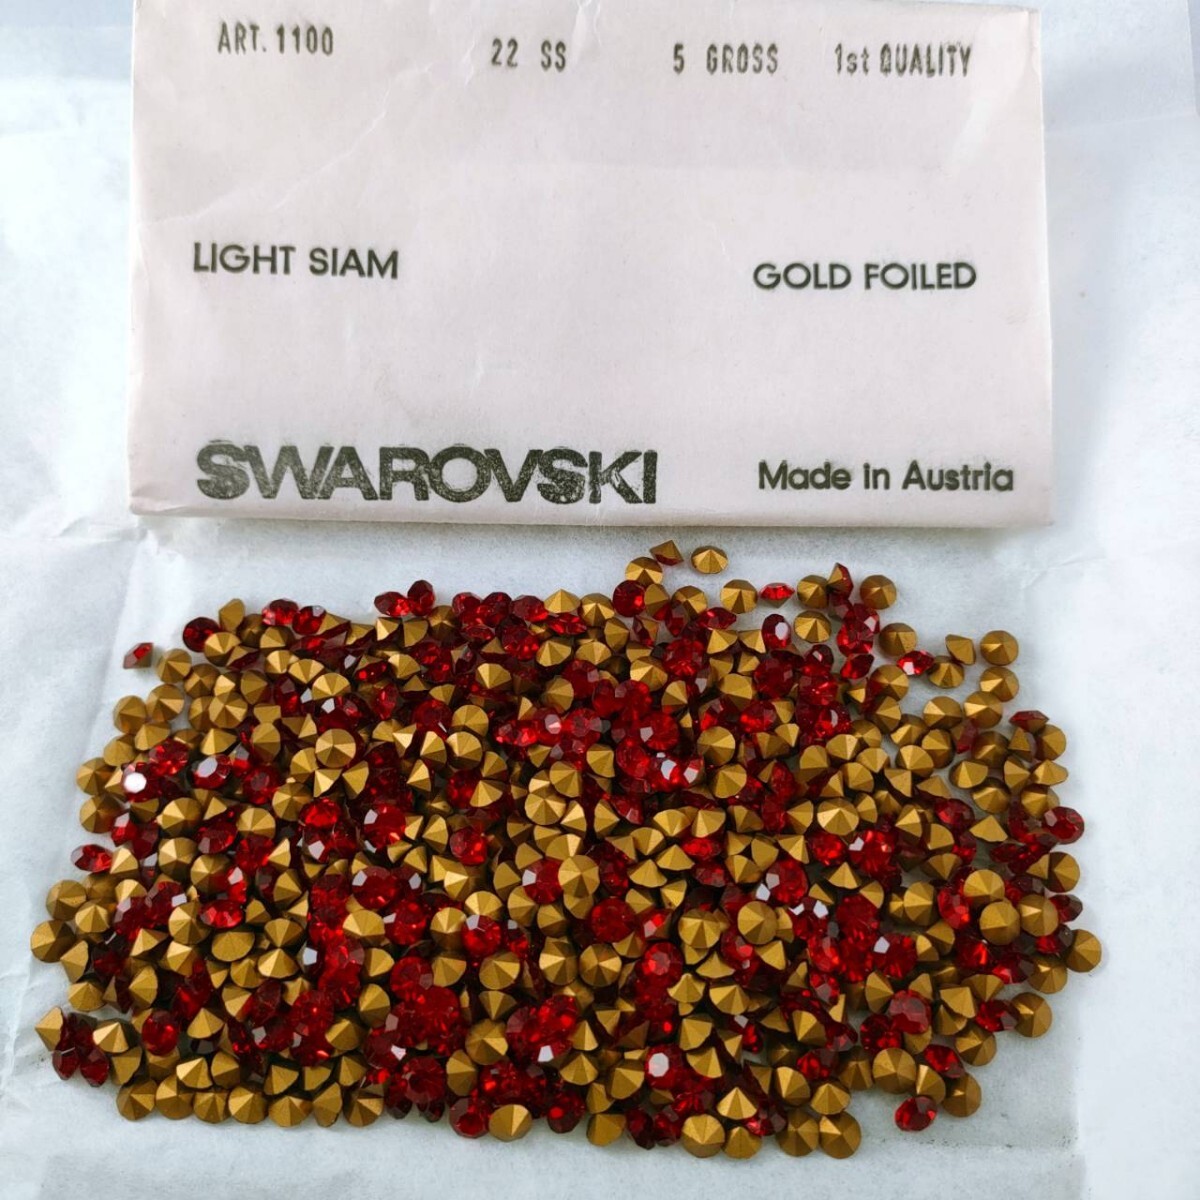 ART. 1100 22 SS 5 GROSS 1st QUALITY
LIGHT SIAM GOLD FOILED
SWAROVSKI Made in Austria